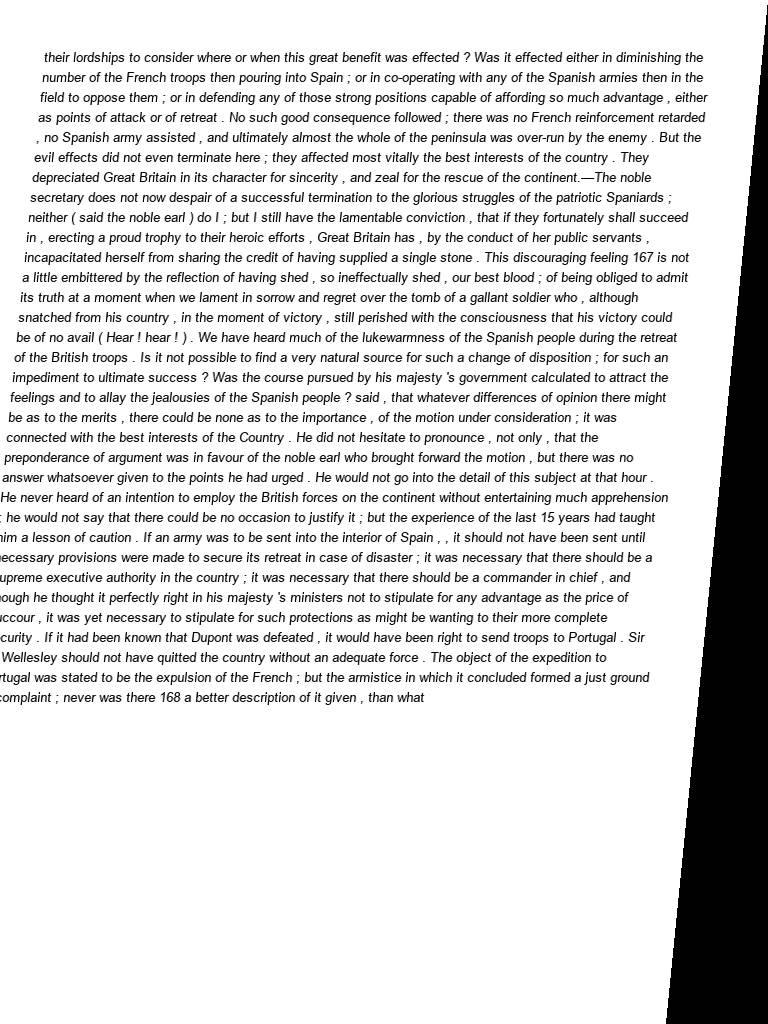 their lordships to consider where or when this great benefit was effected ? Was it effected either in diminishing the
number of the French troops then pouring into Spain ; or in co-operating with any of the Spanish armies then in the
field to oppose them ; or in defending any of those strong positions capable of affording so much advantage , either
as points of attack or of retreat . No such good consequence followed ; there was no French reinforcement retarded
, no Spanish army assisted , and ultimately almost the whole of the peninsula was over-run by the enemy . But the
evil effects did not even terminate here ; they affected most vitally the best interests of the country . They
depreciated Great Britain in its character for sincerity , and zeal for the rescue of the continent.—The noble
secretary does not now despair of a successful termination to the glorious struggles of the patriotic Spaniards ;
neither ( said the noble earl ) do I ; but I still have the lamentable conviction , that if they fortunately shall succeed
in , erecting a proud trophy to their heroic efforts , Great Britain has , by the conduct of her public servants ,
incapacitated herself from sharing the credit of having supplied a single stone . This discouraging feeling 167 is not
a little embittered by the reflection of having shed , so ineffectually shed , our best blood ; of being obliged to admit
its truth at a moment when we lament in sorrow and regret over the tomb of a gallant soldier who , although
snatched from his country , in the moment of victory , still perished with the consciousness that his victory could
be of no avail ( Hear ! hear ! ) . We have heard much of the lukewarmness of the Spanish people during the retreat
of the British troops . Is it not possible to find a very natural source for such a change of disposition ; for such an
impediment to ultimate success ? Was the course pursued by his majesty 's government calculated to attract the
feelings and to allay the jealousies of the Spanish people ? said , that whatever differences of opinion there might
be as to the merits , there could be none as to the importance , of the motion under consideration ; it was
connected with the best interests of the Country . He did not hesitate to pronounce , not only , that the
preponderance of argument was in favour of the noble earl who brought forward the motion , but there was no
answer whatsoever given to the points he had urged . He would not go into the detail of this subject at that hour .
He never heard of an intention to employ the British forces on the continent without entertaining much apprehension
; he would not say that there could be no occasion to justify it ; but the experience of the last 15 years had taught
him a lesson of caution . If an army was to be sent into the interior of Spain , , it should not have been sent until
necessary provisions were made to secure its retreat in case of disaster ; it was necessary that there should be a
upreme executive authority in the country ; it was necessary that there should be a commander in chief , and
hough he thought it perfectly right in his majesty 's ministers not to stipulate for any advantage as the price of
uccour , it was yet necessary to stipulate for such protections as might be wanting to their more complete
curity . If it had been known that Dupont was defeated , it would have been right to send troops to Portugal . Sir
Wellesley should not have quitted the country without an adequate force . The object of the expedition to
rtugal was stated to be the expulsion of the French ; but the armistice in which it concluded formed a just ground
complaint ; never was there 168 a better description of it given , than what